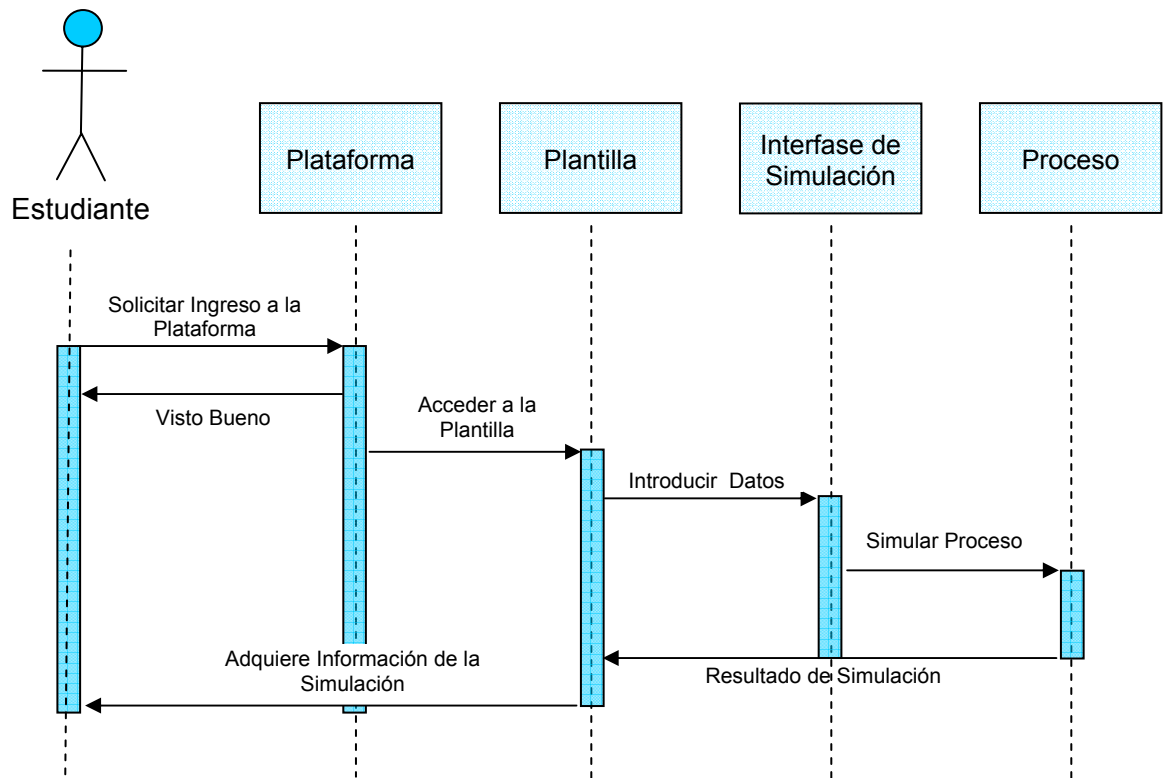 Estudiante
Plataforma
Plantilla
Interfase de
Simulación
Proceso
Solicitar Ingreso a la
Plataforma
Visto Bueno
Acceder a la
Plantilla
Introducir Datos
Simular Proceso
Resultado de Simulación
Adquiere Información de la
Simulación